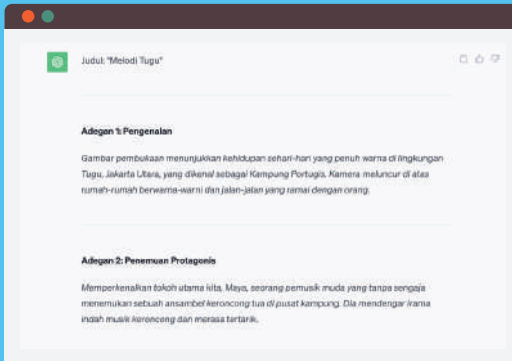 Judul: "Melodi Tugu"
Adegan 1: Pengenalan
Gambar pembukaan menunjukkan kehidupan sehari-hari yang penuh warna di lingkungan
Tugu, Jakarta Utara, yang dikenal sebagai Kampung Portugis. Kamera meluncur di atas
rumah-rumah berwarna-warni dan jalan-jalan yang ramai dengan orang.
Adegan 2: Penemuan Protagonis
Memperkenalkan tokoh utama kita, Maya, seorang pemusik muda yang tanpa sengaja
menemukan sebuah ansambel keroncong tua di pusat kampung. Dia mendengar irama
indah musik keroncong dan merasa tertarik.